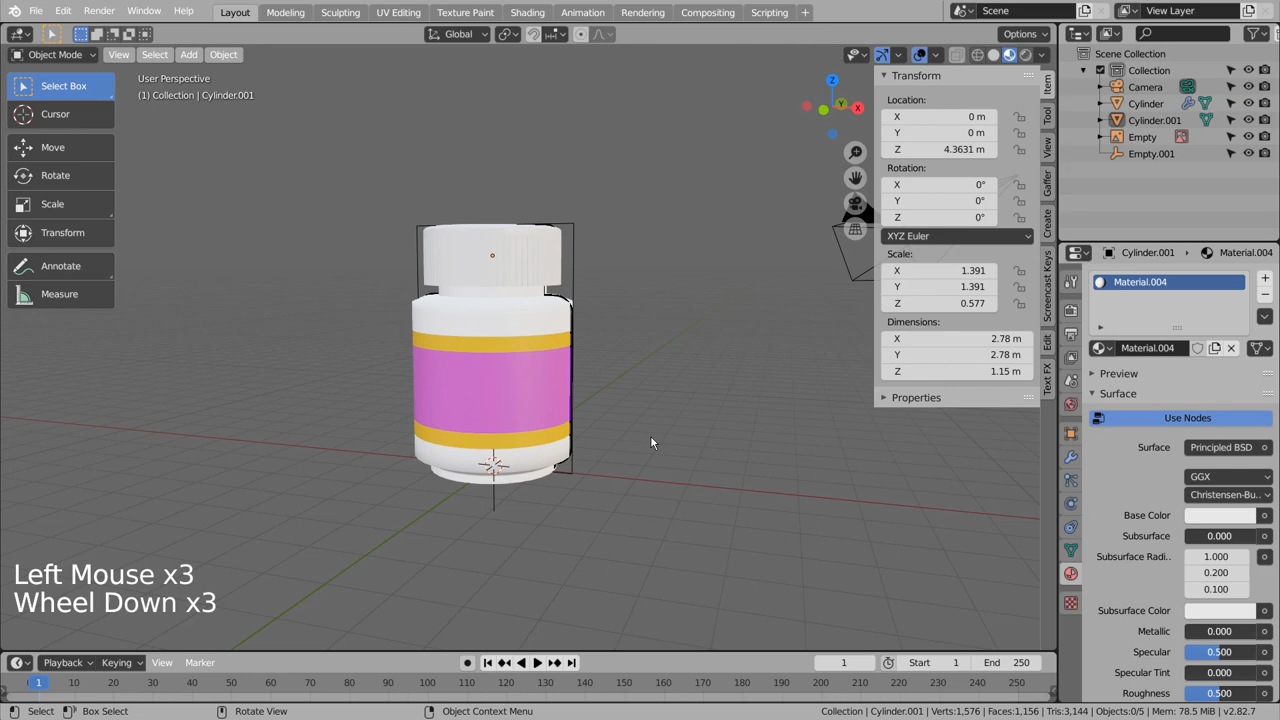 File Edit Render Window Help
Layout Modeling Sculpting UV Editing Texture Paint Shading Animation Rendering Compositing Scripting +
Scene
View Layer
Global
Options
Object Mode View Select Add Object
User Perspective
(1) Collection | Cylinder.001
Select Box
Cursor
Move
Rotate
Scale
Transform
Annotate
Measure
Z
Y
X
Transform
Location:
X 0 m
Y 0 m
Z 4.3631 m
Rotation:
X 0°
Y 0°
Z 0°
XYZ Euler
Scale:
X 1.391
Y 1.391
Z 0.577
Dimensions:
X 2.78 m
Y 2.78 m
Z 1.15 m
Properties
Item
Tool
View
Gaffer
Create
Screencast Keys
Edit
Text FX
Scene Collection
Collection
Camera
Cylinder
Cylinder.001
Empty
Empty.001
Cylinder.001 Material.004
Material.004
Material.004
Preview
Surface
Use Nodes
Surface Principled BSD
GGX
Christensen-Bu..
Base Color
Subsurface 0.000
Subsurface Radi.. 1.000
0.200
0.100
Subsurface Color
Metallic 0.000
Specular 0.500
Specular Tint 0.000
Roughness 0.500
Left Mouse x3
Wheel Down x3
Playback Keying View Marker
1 Start 1 End 250
1 10 20 30 40 50 60 70 80 90 100 110 120 130 140 150 160 170 180 190 200 210 220 230 240 250
Select Box Select Rotate View Object Context Menu
Collection | Cylinder.001 | Verts:1,576 | Faces:1,156 | Tris:3,144 | Objects:0/5 | Mem: 78.5 MiB | v2.82.7